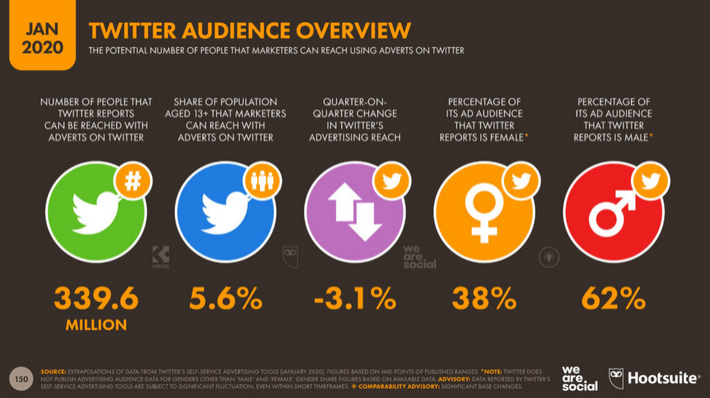 JAN
2020
TWITTER AUDIENCE OVERVIEW
THE POTENTIAL NUMBER OF PEOPLE THAT MARKETERS CAN REACH USING ADVERTS ON TWITTER
NUMBER OF PEOPLE THAT
TWITTER REPORTS
CAN BE REACHED WITH
ADVERTS ON TWITTER
SHARE OF POPULATION
AGED 13+ THAT MARKETERS
CAN REACH WITH
ADVERTS ON TWITTER
QUARTER-ON-
QUARTER CHANGE
IN TWITTER'S
ADVERTISING REACH
PERCENTAGE OF
ITS AD AUDIENCE
THAT TWITTER
REPORTS IS FEMALE*
PERCENTAGE OF
ITS AD AUDIENCE
THAT TWITTER
REPORTS IS MALE*
#
we
are
social
339.6
MILLION
5.6%
-3.1%
38%
62%
150
SOURCE: EXTRAPOLATIONS OF DATA FROM TWITTER'S SELF-SERVICE ADVERTISING TOOLS (JANUARY 2020). FIGURES BASED ON MID-POINTS OF PUBLISHED RANGES. *NOTE: TWITTER DOES
NOT PUBLISH ADVERTISING AUDIENCE DATA FOR GENDERS OTHER THAN 'MALE' AND 'FEMALE'. GENDER SHARE FIGURES BASED ON AVAILABLE DATA. ADVISORY: DATA REPORTED BY TWITTER'S
SELF-SERVICE ADVERTISING TOOLS ARE SUBJECT TO SIGNIFICANT FLUCTUATION, EVEN WITHIN SHORT TIMEFRAMES. COMPARABILITY ADVISORY: SIGNIFICANT BASE CHANGES.
we
are
social
Hootsuite